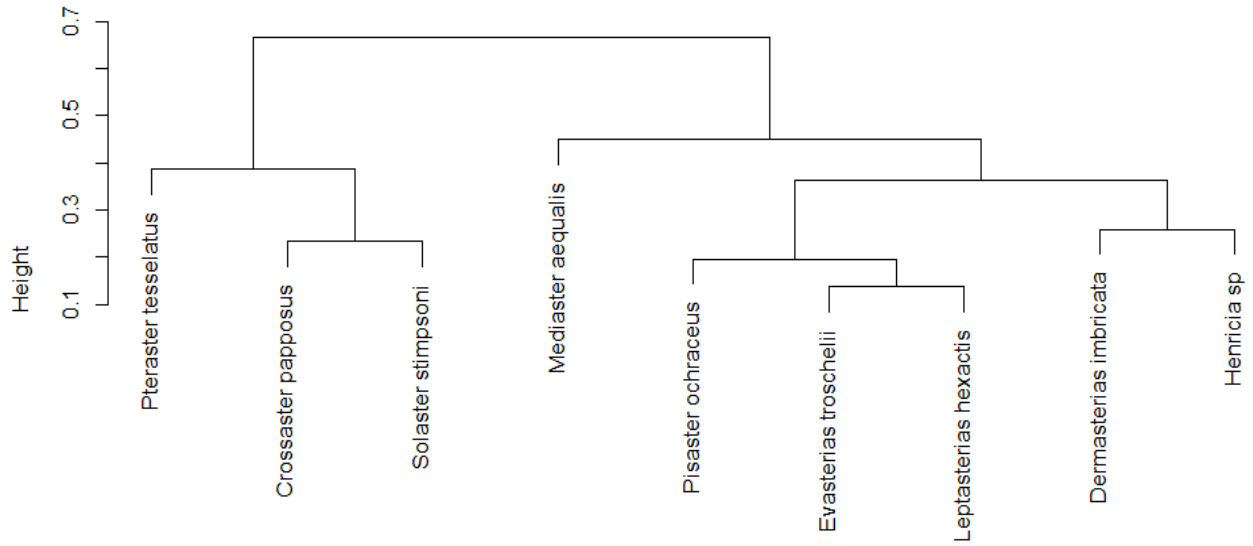 Height
0.7
0.5
0.3
0.1
Pteraster tesselatus
Crossaster papposus
Solaster stimpsoni
Mediaster aequalis
Pisaster ochraceus
Evasterias troschelii
Leptasterias hexactis
Dermasterias imbricata
Henricia sp